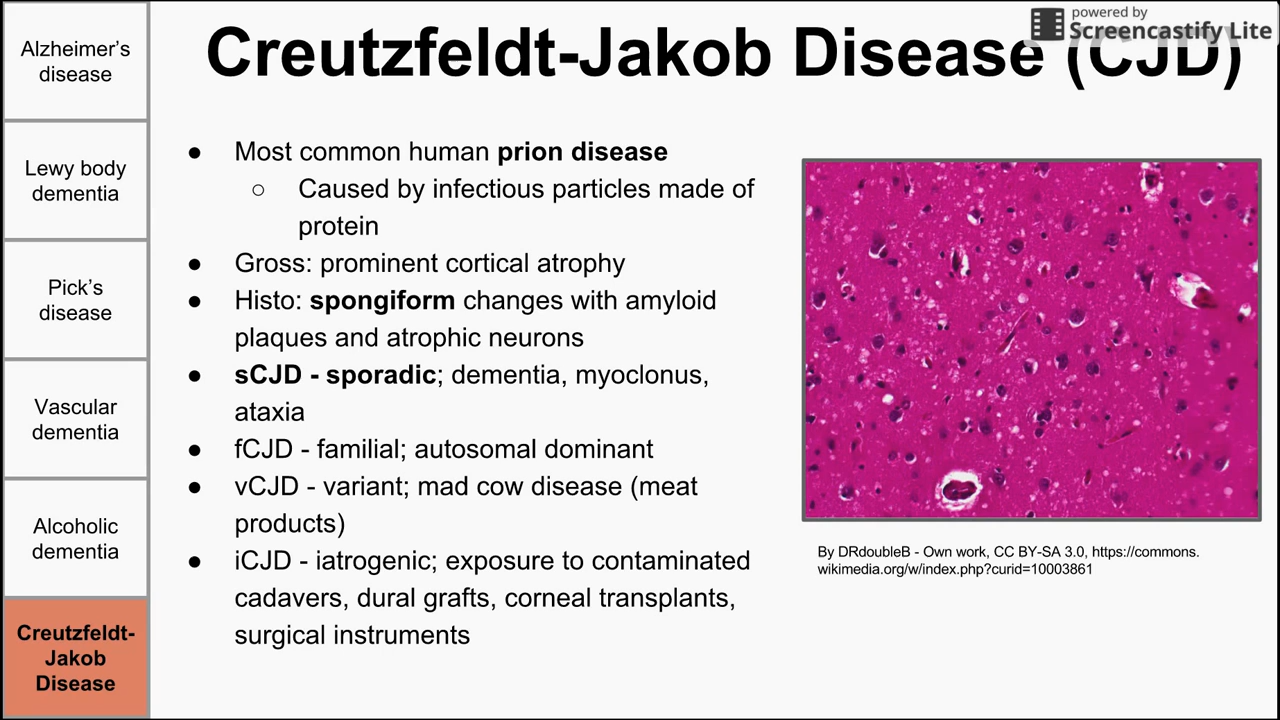 Alzheimer's
disease
Lewy body
dementia
Pick's
disease
Vascular
dementia
Alcoholic
dementia
Creutzfeldt-
Jakob
Disease
powered by
Screencastify Lite
Creutzfeldt-Jakob Disease (CJD)
● Most common human prion disease
○ Caused by infectious particles made of
protein
● Gross: prominent cortical atrophy
● Histo: spongiform changes with amyloid
plaques and atrophic neurons
● sCJD - sporadic; dementia, myoclonus,
ataxia
● fCJD - familial; autosomal dominant
● vCJD - variant; mad cow disease (meat
products)
● iCJD - iatrogenic; exposure to contaminated
cadavers, dural grafts, corneal transplants,
surgical instruments
By DRdoubleB - Own work, CC BY-SA 3.0, https://commons.
wikimedia.org/w/index.php?curid=10003861